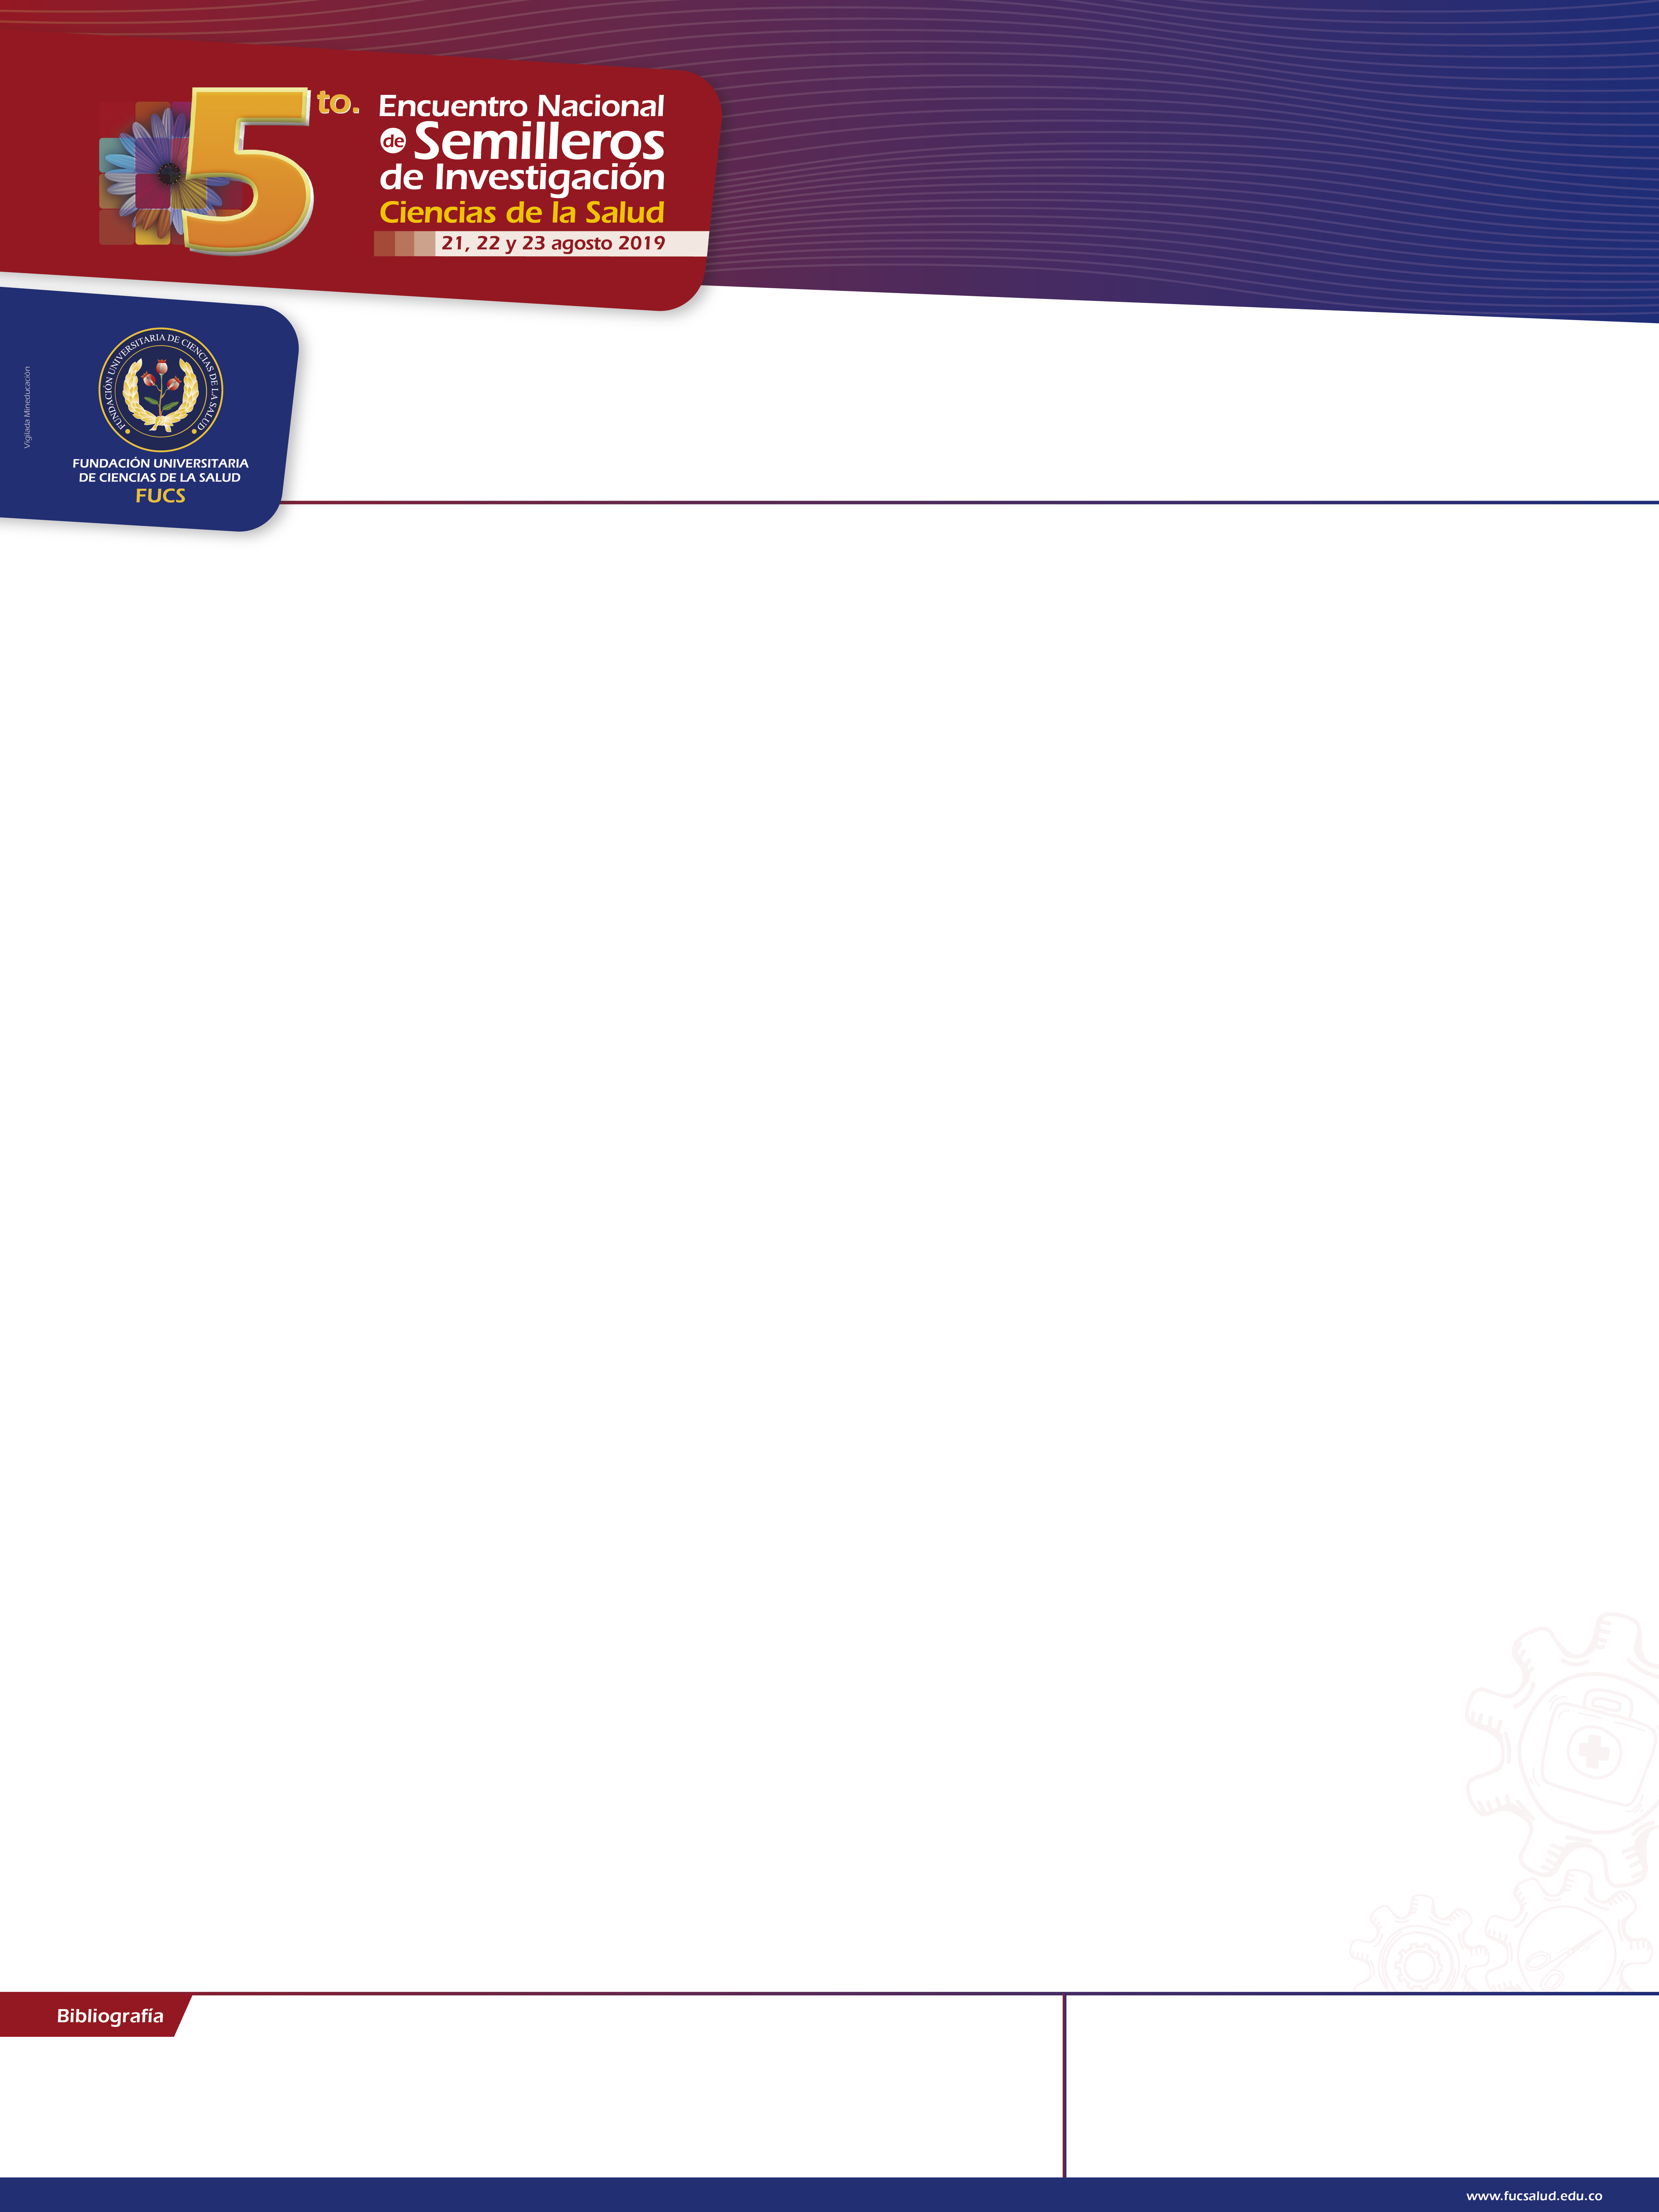 5to.
Encuentro Nacional
de Semilleros
de Investigación
Ciencias de la Salud
21, 22 y 23 agosto 2019
Vigilada Mineducación
FUNDACIÓN UNIVERSITARIA DE CIENCIAS DE LA SALUD
FUNDACIÓN UNIVERSITARIA
DE CIENCIAS DE LA SALUD
FUCS
Bibliografía
www.fucsalud.edu.co